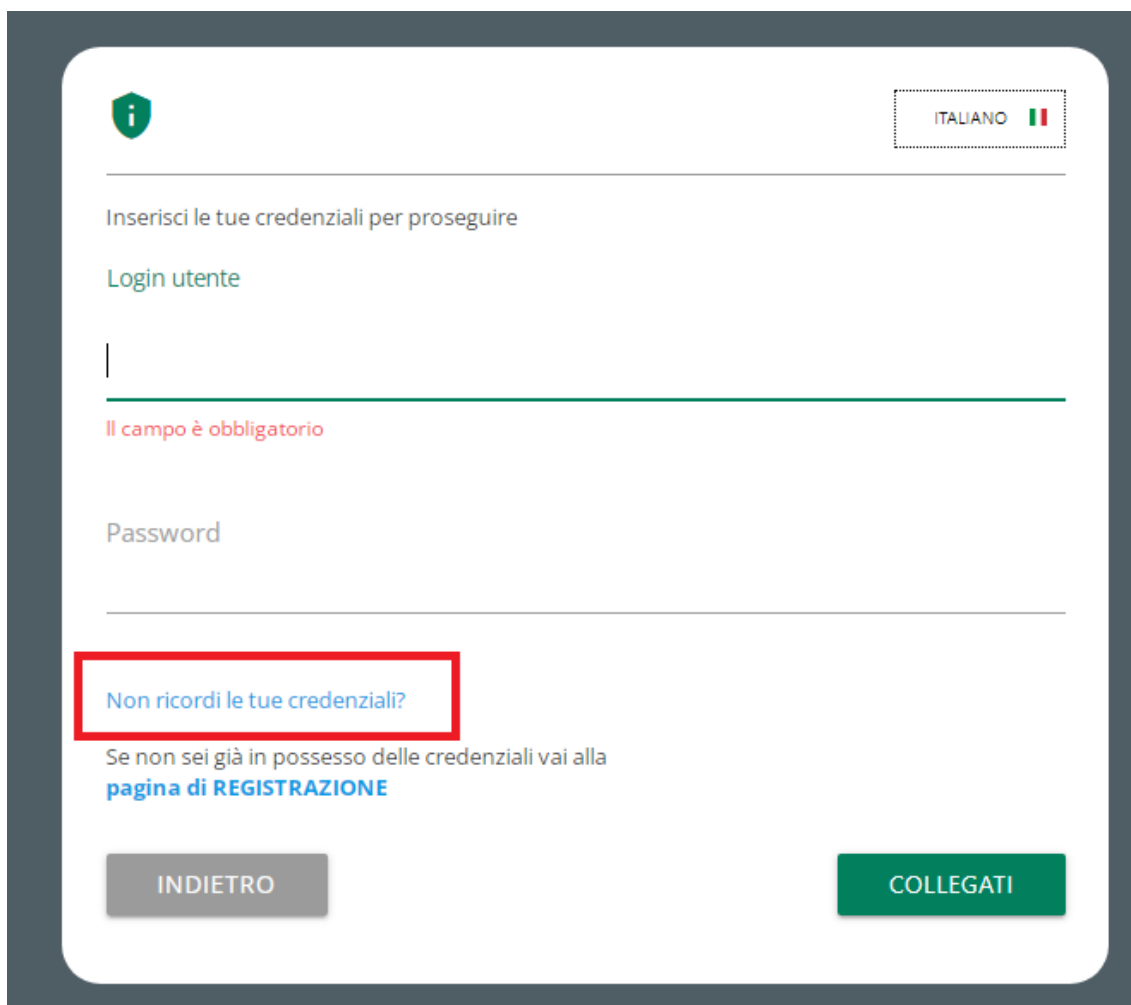 ITALIANO
Inserisci le tue credenziali per proseguire
Login utente
Il campo è obbligatorio
Password
Non ricordi le tue credenziali?
Se non sei già in possesso delle credenziali vai alla
pagina di REGISTRAZIONE
INDIETRO
COLLEGATI